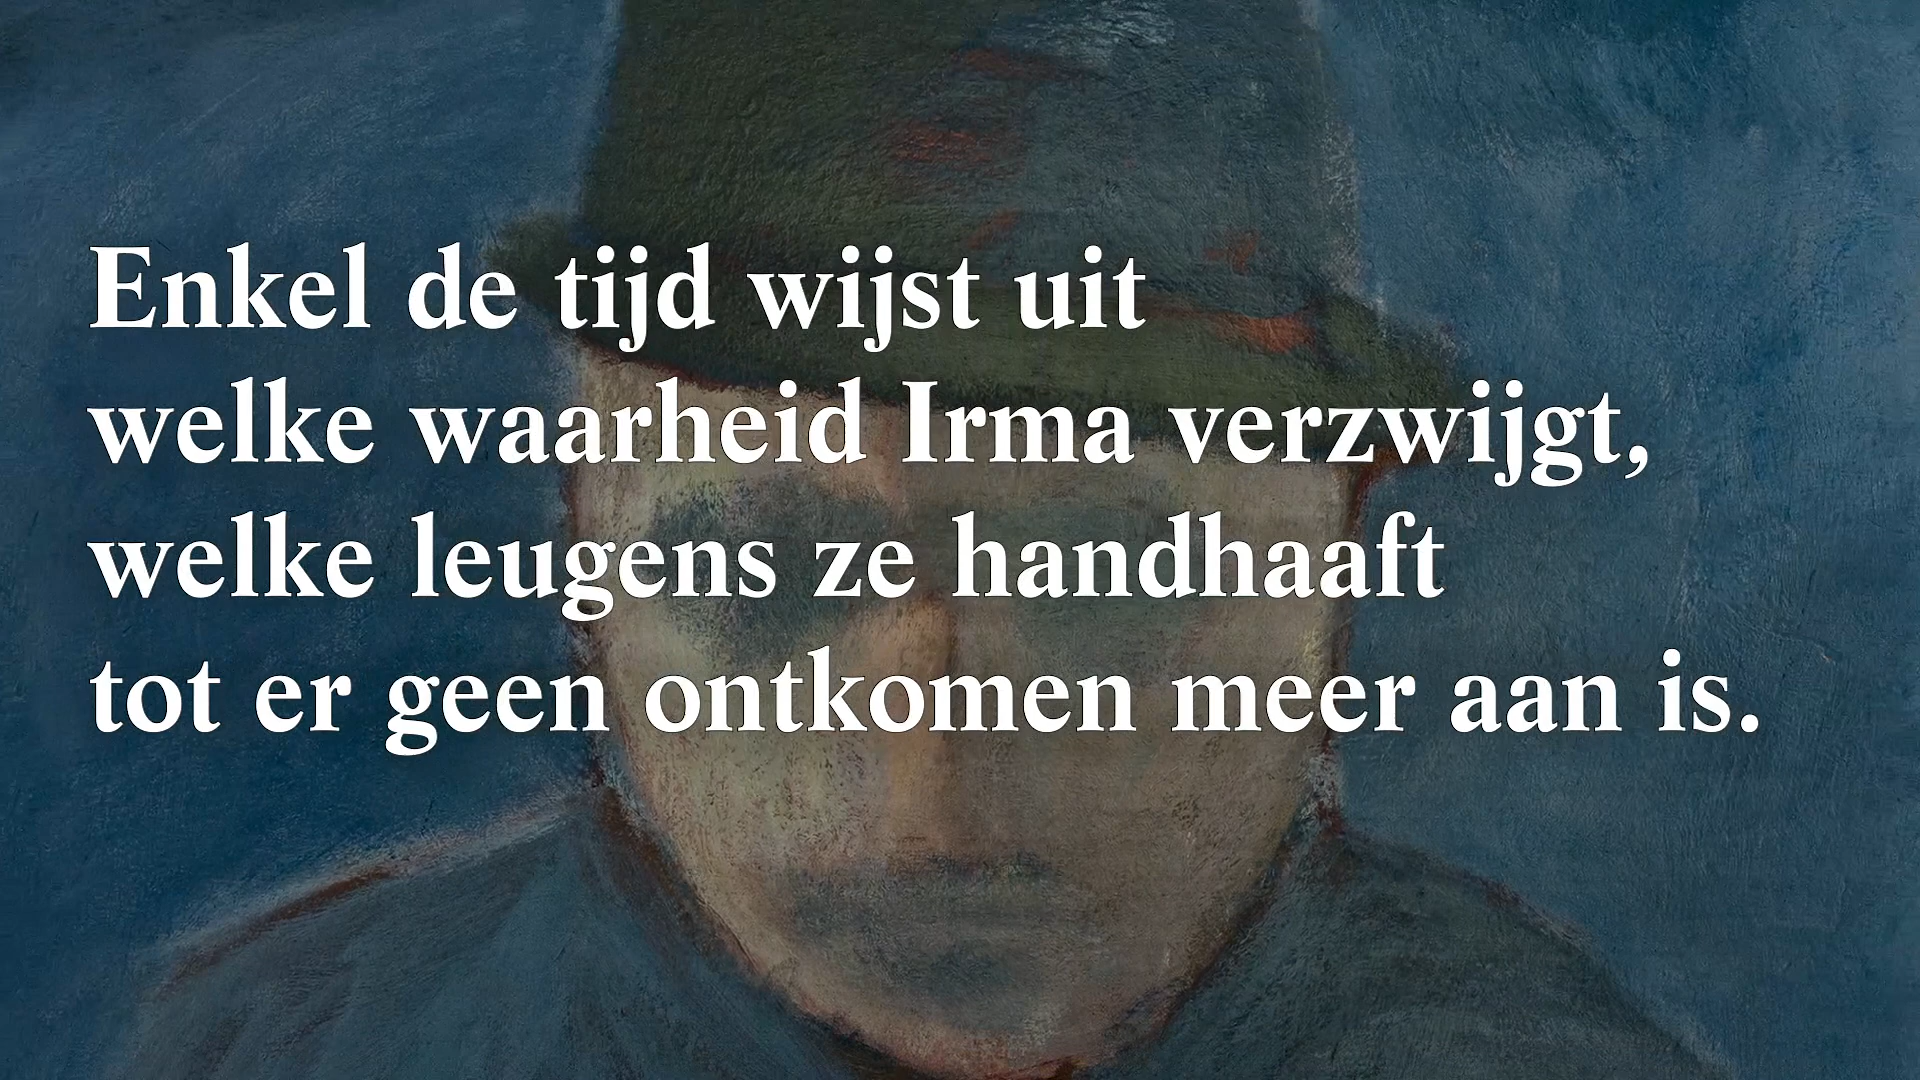 Enkel de tijd wijst uit
welke waarheid Irma verzwijgt,
welke leugens ze handhaaft
tot er geen ontkomen meer aan is.